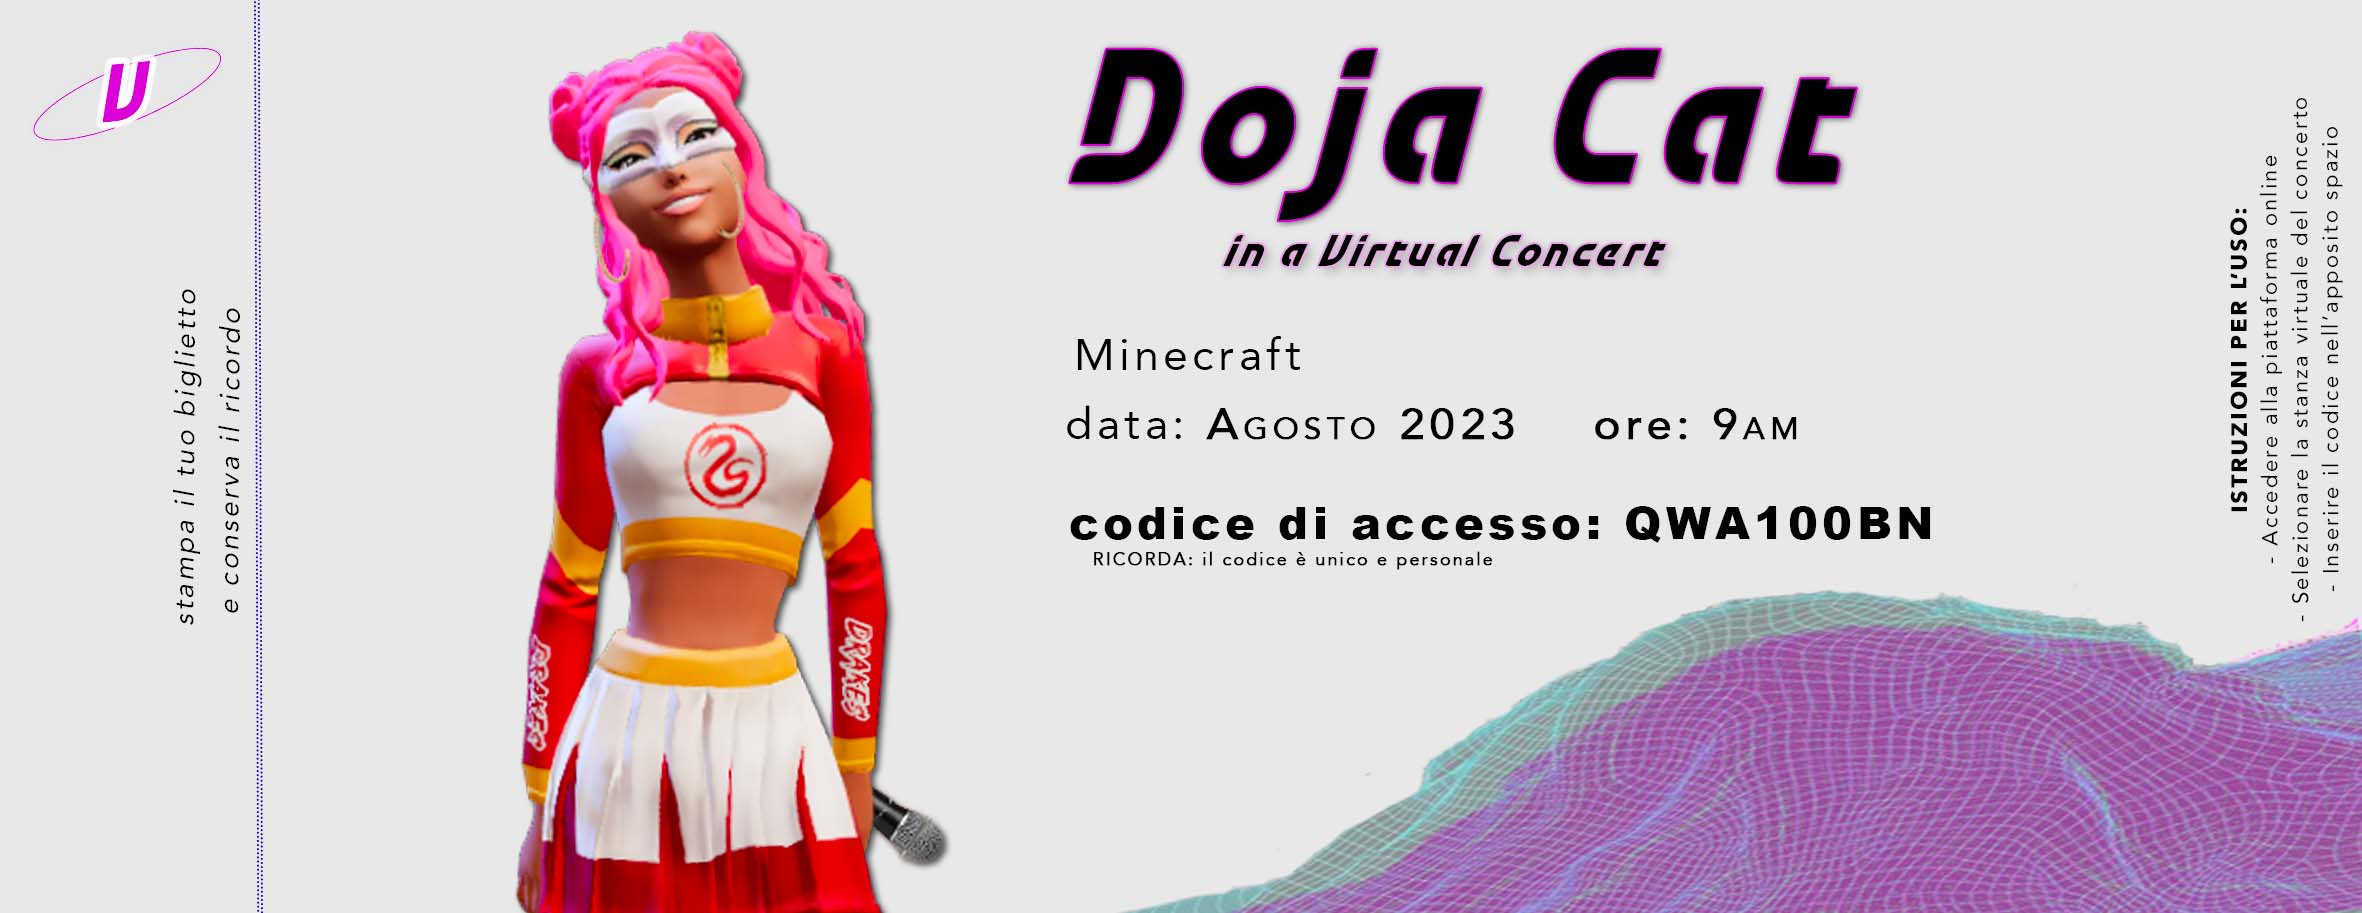 V
stampa il tuo biglietto
e conserva il ricordo
Doja Cat
in a Virtual Concert
Minecraft
data: AGOSTO 2023 ore: 9AM
codice di accesso: QWA100BN
RICORDA: il codice è unico e personale
DRAKES
DRAKES
ISTRUZIONI PER L'USO:
- Accedere alla piattaforma online
- Selezionare la stanza virtuale del concerto
- Inserire il codice nell'apposito spazio